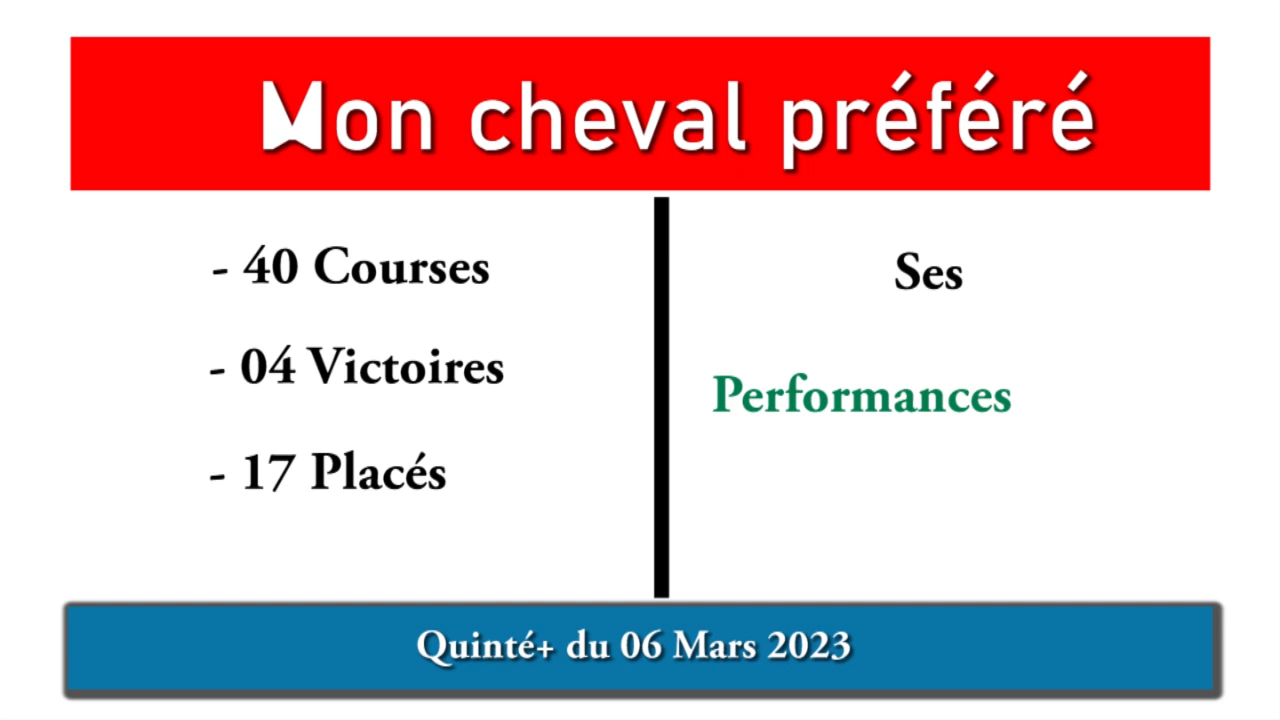 Mon cheval préféré
- 40 Courses
- 04 Victoires
- 17 Placés
Ses
Performances
Quinté+ du 06 Mars 2023